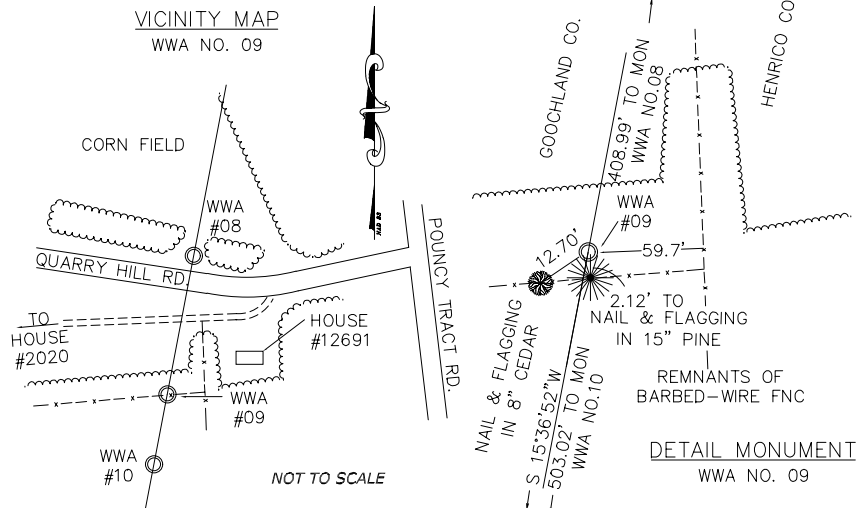 VICINITY MAP
WWA NO. 09
CORN FIELD
WWA
#08
QUARRY HILL RD.
TO
HOUSE
#2020
HOUSE
#12691
POUNCY TRACT RD.
WWA
#09
WWA
#10
NOT TO SCALE
NAD 83
GOOCHLAND CO.
HENRICO CO
408.99' TO MON
WWA NO.08
WWA
#09
12.70'
59.7'
2.12' TO
NAIL & FLAGGING
IN 15" PINE
NAIL & FLAGGING
IN 8" CEDAR
S 15°36'52"W
503.02' TO MON
WWA NO.10
REMNANTS OF
BARBED-WIRE FNC
DETAIL MONUMENT
WWA NO. 09